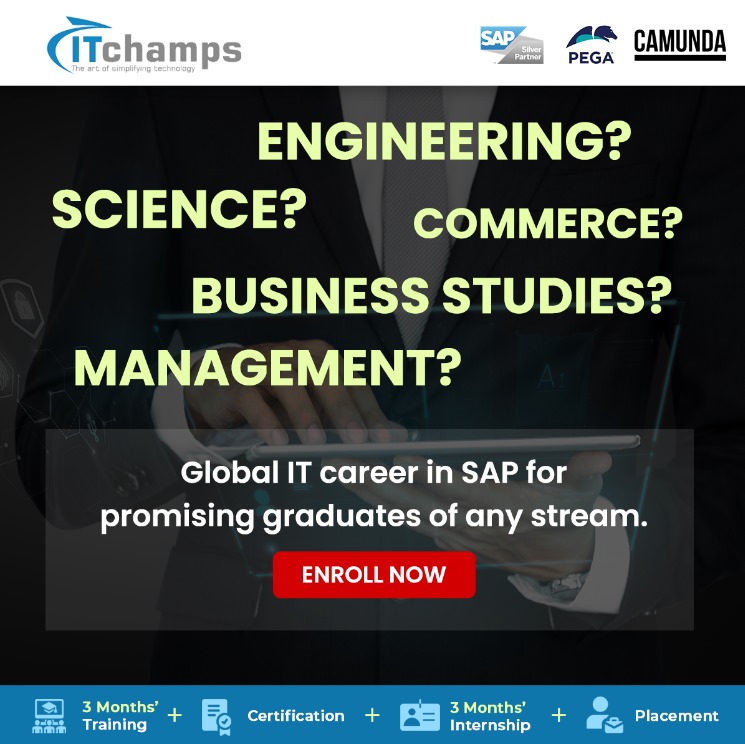 ITchamps
The art of simplifying technology
SAP
Silver
Partner
PEGA
CAMUNDA
ENGINEERING?
SCIENCE?
COMMERCE?
BUSINESS STUDIES?
MANAGEMENT?
Global IT career in SAP for
promising graduates of any stream.
ENROLL NOW
3 Months’
Training
+
Certification
+
3 Months’
Internship
+
Placement